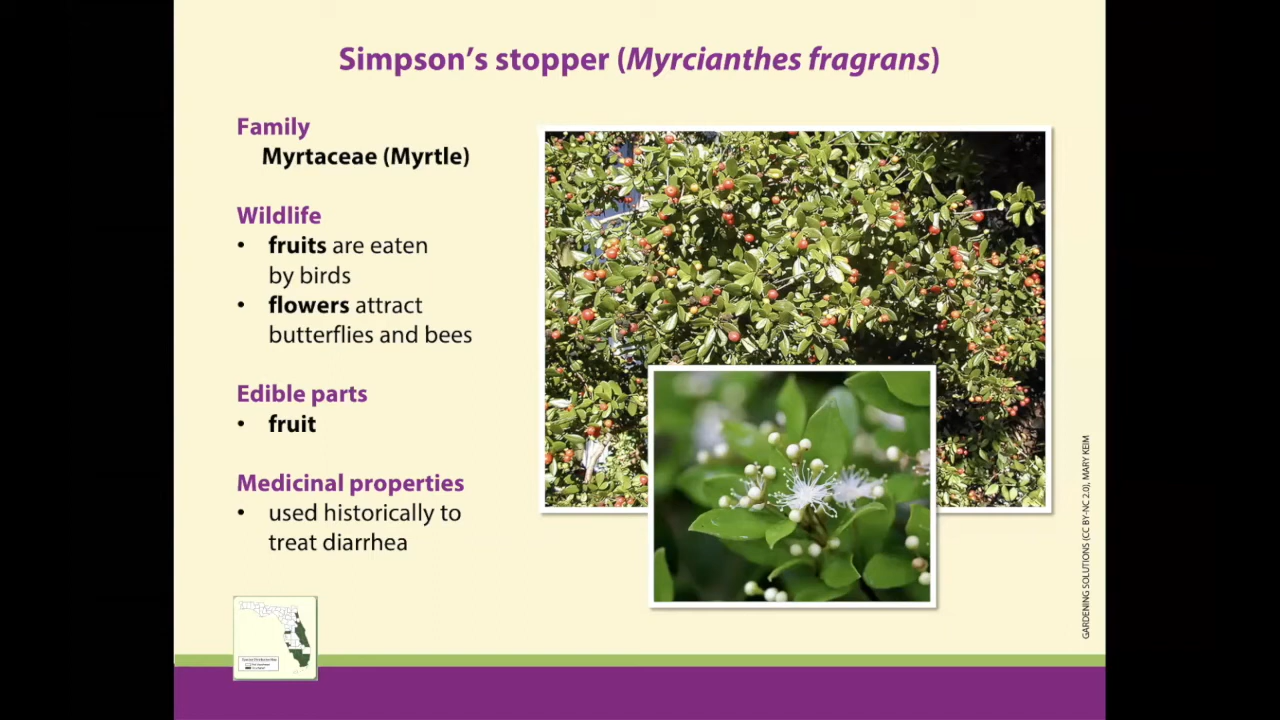 Simpson's stopper (Myrcianthes fragrans)
Family
Myrtaceae (Myrtle)
Wildlife
• fruits are eaten
by birds
• flowers attract
butterflies and bees
Edible parts
• fruit
Medicinal properties
• used historically to
treat diarrhea
GARDENING SOLUTIONS (CC BY-NC 2.0), MARY KEIM